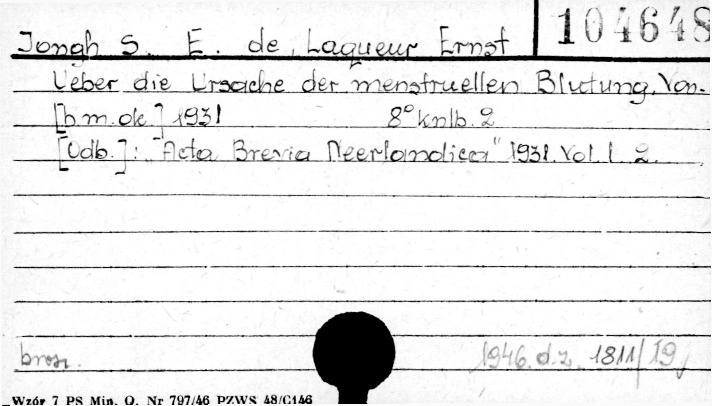 104648
Jongh S. E. de, Laqueur Ernst
Ueber die Ursache der menstruellen Blutung. Von.
[b.m.dr.] 1931 8° knlb. 2
[Odb.]: "Acta Brevia Neerlandica" 1931. Vol. 1. 2.
brosz. 1946. d. z. 1811/19
Wzór 7 PS Min. O. Nr 797/46 PZWS 48/C146